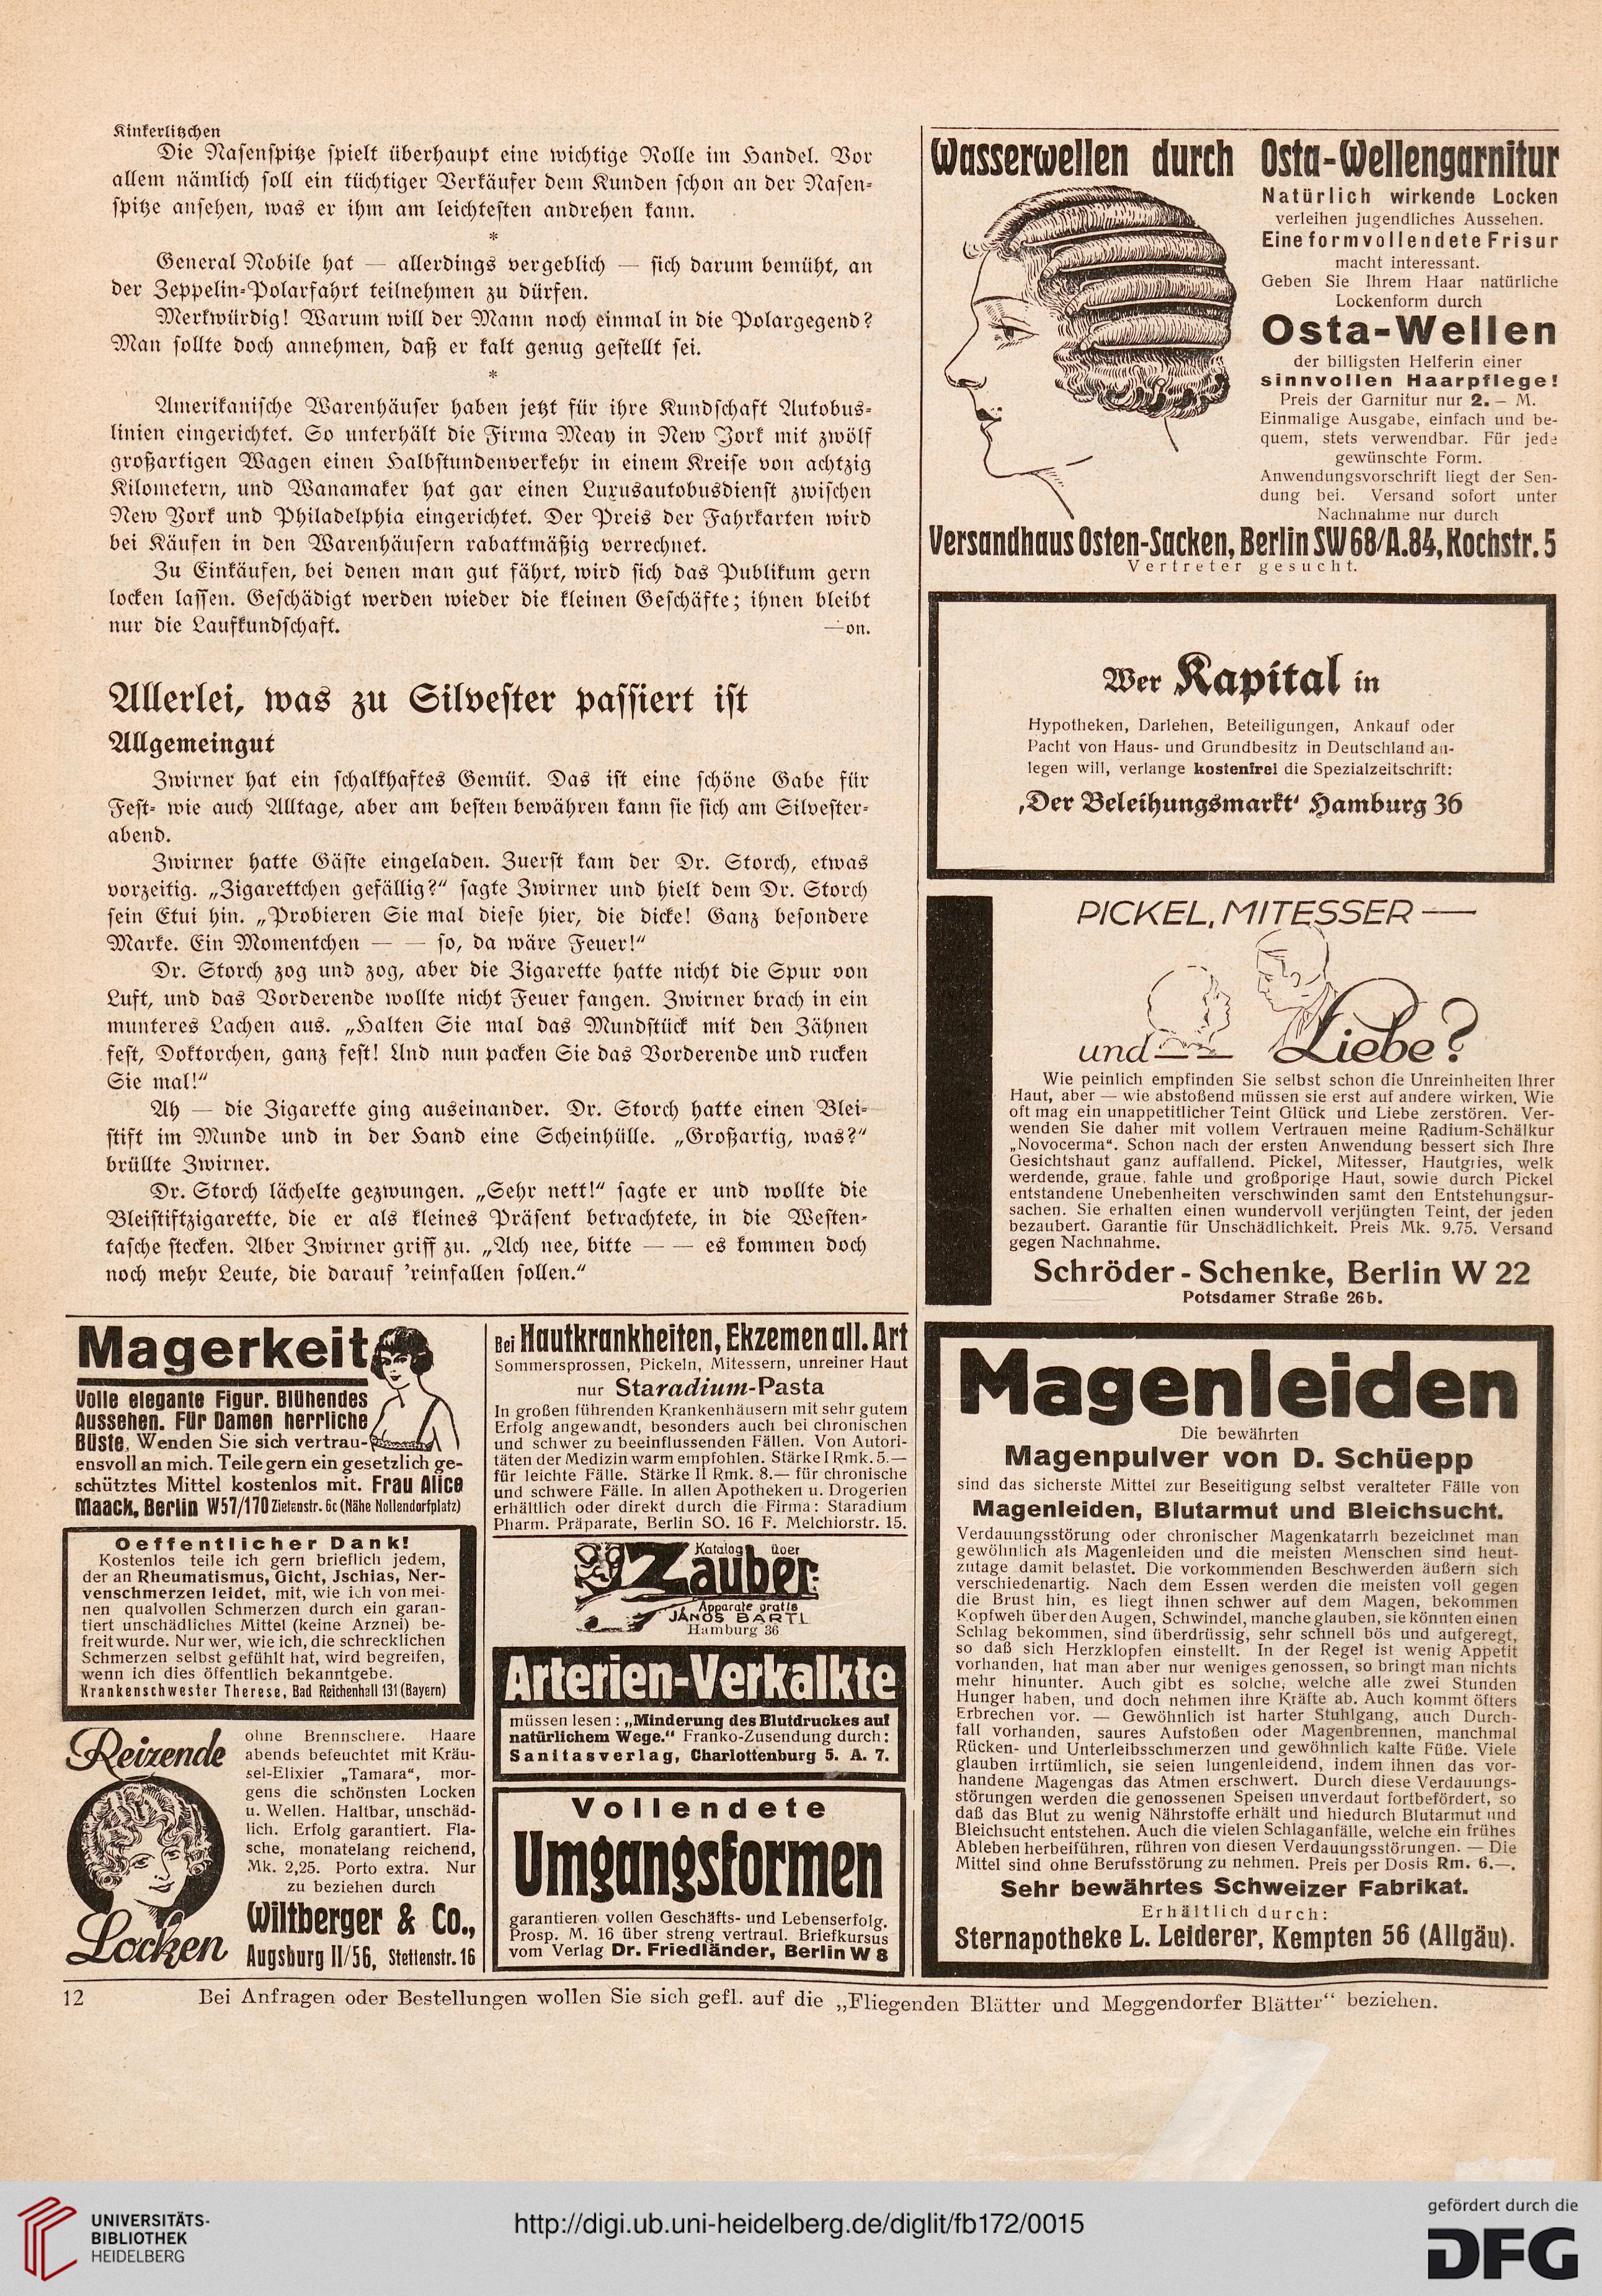 Kinkerlitzchen
Die Nasenspitze spielt überhaupt eine wichtige Rolle im Handel. Vor
allem nämlich soll ein tüchtiger Verkäufer dem Kunden schon an der Nasen-
spitze ansehen, was er ihm am leichtesten andrehen kann.
*
General Nobile hat — allerdings vergeblich — sich darum bemüht, an
der Zeppelin-Polarfahrt teilnehmen zu dürfen.
Merkwürdig! Warum will der Mann noch einmal in die Polargegend?
Man sollte doch annehmen, daß er kalt genug gestellt sei.
*
Amerikanische Warenhäuser haben jetzt für ihre Kundschaft Autobus-
linien eingerichtet. So unterhält die Firma Meay in New York mit zwölf
großartigen Wagen einen Halbstundenverkehr in einem Kreise von achtzig
Kilometern, und Wanamaker hat gar einen Luxusautobusdienst zwischen
New York und Philadelphia eingerichtet. Der Preis der Fahrkarten wird
bei Käufen in den Warenhäusern rabattmäßig verrechnet.
Zu Einkäufen, bei denen man gut fährt, wird sich das Publikum gern
locken lassen. Geschädigt werden wieder die kleinen Geschäfte; ihnen bleibt
nur die Laufkundschaft. —on.
Allerlei, was zu Silvester passiert ist
Allgemeingut
Zwirner hat ein schalkhaftes Gemüt. Das ist eine schöne Gabe für
Fest- wie auch Alltage, aber am besten bewähren kann sie sich am Silvester-
abend.
Zwirner hatte Gäste eingeladen. Zuerst kam der Dr. Storch, etwas
vorzeitig. „Zigarettchen gefällig?“ sagte Zwirner und hielt dem Dr. Storch
sein Etui hin. „Probieren Sie mal diese hier, die dicke! Ganz besondere
Marke. Ein Momentchen — — so, da wäre Feuer!“
Dr. Storch zog und zog, aber die Zigarette hatte nicht die Spur von
Luft, und das Vorderende wollte nicht Feuer fangen. Zwirner brach in ein
munteres Lachen aus. „Halten Sie mal das Mundstück mit den Zähnen
fest, Doktorchen, ganz fest! Und nun packen Sie das Vorderende und rucken
Sie mal!“
Ah — die Zigarette ging auseinander. Dr. Storch hatte einen Blei-
stift im Munde und in der Hand eine Scheinhülle. „Großartig, was?“
brüllte Zwirner.
Dr. Storch lächelte gezwungen. „Sehr nett!“ sagte er und wollte die
Bleistiftzigarette, die er als kleines Präsent betrachtete, in die Westen-
tasche stecken. Aber Zwirner griff zu. „Ach nee, bitte — — es kommen doch
noch mehr Leute, die darauf 'reinfallen sollen.“
Wasserwellen durch Osta-Wellengarnitur
Natürlich wirkende Locken
verleihen jugendliches Aussehen.
Eine formvollendete Frisur
macht interessant.
Geben Sie Ihrem Haar natürliche
Lockenform durch
Osta-Wellen
der billigsten Helferin einer
sinnvollen Haarpflege!
Preis der Garnitur nur 2.— M.
Einmalige Ausgabe, einfach und be-
quem, stets verwendbar. Für jede
gewünschte Form.
Anwendungsvorschrift liegt der Sen-
dung bei. Versand sofort unter
Nachnahme nur durch
Versandhaus Osten-Sacken, Berlin SW 68/A.84, Kochstr. 5
Vertreter gesucht.
Wer Kapital in
Hypotheken, Darlehen, Beteiligungen, Ankauf oder
Pacht von Haus- und Grundbesitz in Deutschland an-
legen will, verlange kostenfrei die Spezialzeitschrift:
‚Der Beleihungsmarkt‘ Hamburg 36
PICKEL, MITESSER —
und Liebe?
Wie peinlich empfinden Sie selbst schon die Unreinheiten Ihrer
Haut, aber — wie abstoßend müssen sie erst auf andere wirken. Wie
oft mag ein unappetitlicher Teint Glück und Liebe zerstören. Ver-
wenden Sie daher mit vollem Vertrauen meine Radium-Schälkur
„Novocerma“. Schon nach der ersten Anwendung bessert sich Ihre
Gesichtshaut ganz auffallend. Pickel, Mitesser, Hautgries, welk
werdende, graue, fahle und großporige Haut, sowie durch Pickel
entstandene Unebenheiten verschwinden samt den Entstehungsur-
sachen. Sie erhalten einen wundervoll verjüngten Teint, der jeden
bezaubert. Garantie für Unschädlichkeit. Preis Mk. 9.75. Versand
gegen Nachnahme.
Schröder-Schenke, Berlin W 22
Potsdamer Straße 26b.
Magerkeit
Volle elegante Figur. Blühendes
Aussehen. Für Damen herrliche
Büste. Wenden Sie sich vertrau-
ensvoll an mich. Teile gern ein gesetzlich ge-
schütztes Mittel kostenlos mit. Frau Alice
Maack, Berlin W57/170 Zietenstr. 6c (Nähe Nollendorfplatz)
Oeffentlicher Dank!
Kostenlos teile ich gern brieflich jedem,
der an Rheumatismus, Gicht, Jschias, Ner-
venschmerzen leidet, mit, wie ich von mei-
nen qualvollen Schmerzen durch ein garan-
tiert unschädliches Mittel (keine Arznei) be-
freit wurde. Nur wer, wie ich, die schrecklichen
Schmerzen selbst gefühlt hat, wird begreifen,
wenn ich dies öffentlich bekanntgebe.
Krankenschwester Therese, Bad Reichenhall 131 (Bayern)
Reizende
Locken
ohne Brennschere. Haare
abends befeuchtet mit Kräu-
sel-Elixier „Tamara“, mor-
gens die schönsten Locken
u. Wellen. Haltbar, unschäd-
lich. Erfolg garantiert. Fla-
sche, monatelang reichend,
Mk. 2,25. Porto extra. Nur
zu beziehen durch
Wiltberger & Co.,
Augsburg II/56, Stettenstr. 16
Bei Hautkrankheiten, Ekzemen all. Art
Sommersprossen, Pickeln, Mitessern, unreiner Haut
nur Staradium-Pasta
In großen führenden Krankenhäusern mit sehr gutem
Erfolg angewandt, besonders auch bei chronischen
und schwer zu beeinflussenden Fällen. Von Autori-
täten der Medizin warm empfohlen. Stärke I Rmk. 5.—
für leichte Fälle. Stärke II Rmk. 8.— für chronische
und schwere Fälle. In allen Apotheken u. Drogerien
erhältlich oder direkt durch die Firma: Staradium
Pharm. Präparate, Berlin SO. 16 F. Melchiorstr. 15.
Katalog über
Zauber-
Apparate gratis
JÁNOS BARTL
Hamburg 36
Arterien-Verkalkte
müssen lesen: „Minderung des Blutdruckes auf
natürlichem Wege.“ Franko-Zusendung durch:
Sanitasverlag, Charlottenburg 5. A. 7.
Vollendete
Umgangsformen
garantieren vollen Geschäfts- und Lebenserfolg.
Prosp. M. 16 über streng vertraul. Briefkursus
vom Verlag Dr. Friedländer, Berlin W 8
Magenleiden
Die bewährten
Magenpulver von D. Schüepp
sind das sicherste Mittel zur Beseitigung selbst veralteter Fälle von
Magenleiden, Blutarmut und Bleichsucht.
Verdauungsstörung oder chronischer Magenkatarrh bezeichnet man
gewöhnlich als Magenleiden und die meisten Menschen sind heut-
zutage damit belastet. Die vorkommenden Beschwerden äußern sich
verschiedenartig. Nach dem Essen werden die meisten voll gegen
die Brust hin, es liegt ihnen schwer auf dem Magen, bekommen
Kopfweh über den Augen, Schwindel, manche glauben, sie könnten einen
Schlag bekommen, sind überdrüssig, sehr schnell bös und aufgeregt,
so daß sich Herzklopfen einstellt. In der Regel ist wenig Appetit
vorhanden, hat man aber nur weniges genossen, so bringt man nichts
mehr hinunter. Auch gibt es solche, welche alle zwei Stunden
Hunger haben, und doch nehmen ihre Kräfte ab. Auch kommt öfters
Erbrechen vor. — Gewöhnlich ist harter Stuhlgang, auch Durch-
fall vorhanden, saures Aufstoßen oder Magenbrennen, manchmal
Rücken- und Unterleibsschmerzen und gewöhnlich kalte Füße. Viele
glauben irrtümlich, sie seien lungenleidend, indem ihnen das vor-
handene Magengas das Atmen erschwert. Durch diese Verdauungs-
störungen werden die genossenen Speisen unverdaut fortbefördert, so
daß das Blut zu wenig Nährstoffe erhält und hiedurch Blutarmut und
Bleichsucht entstehen. Auch die vielen Schlaganfälle, welche ein frühes
Ableben herbeiführen, rühren von diesen Verdauungsstörungen. — Die
Mittel sind ohne Berufsstörung zu nehmen. Preis per Dosis Rm. 6.—.
Sehr bewährtes Schweizer Fabrikat.
Erhältlich durch:
Sternapotheke L. Leiderer, Kempten 56 (Allgäu).
12 Bei Anfragen oder Bestellungen wollen Sie sich gefl. auf die „Fliegenden Blätter und Meggendorfer Blätter“ beziehen.
UNIVERSITÄTS-
BIBLIOTHEK
HEIDELBERG
http://digi.ub.uni-heidelberg.de/diglit/fb172/0015
gefördert durch die
DFG